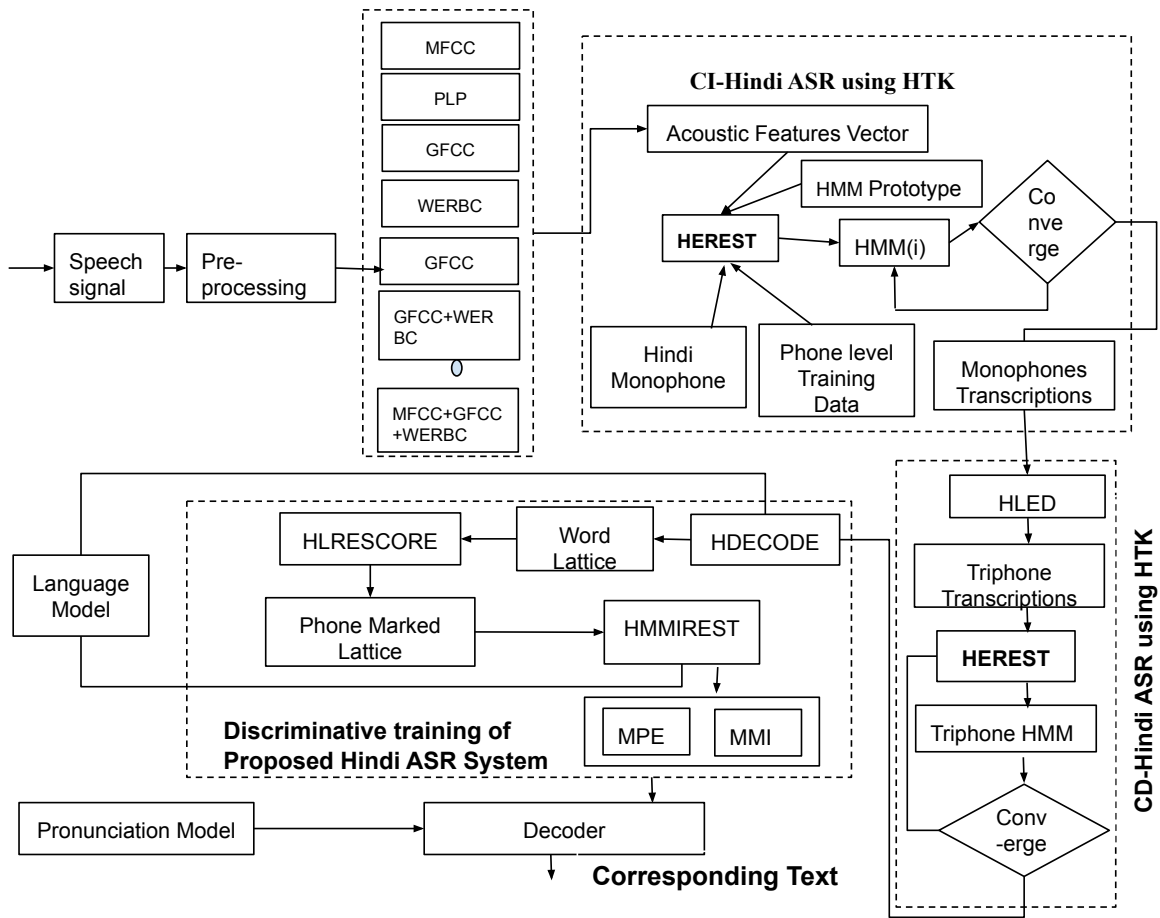 MFCC
PLP
GFCC
WERBC
GFCC
GFCC+WER
BC
MFCC+GFCC
+WERBC
Speech
signal
Pre-
processing
CI-Hindi ASR using HTK
Acoustic Features Vector
HMM Prototype
HEREST
HMM(i)
Co
nve
rge
Hindi
Monophone
Phone level
Training
Data
Monophones
Transcriptions
HLED
Triphone
Transcriptions
HEREST
Triphone HMM
Conv
-erge
CD-Hindi ASR using HTK
HDECODE
Word
Lattice
HLRESCORE
Language
Model
Phone Marked
Lattice
HMMIREST
MPE
MMI
Discriminative training of
Proposed Hindi ASR System
Pronunciation Model
Decoder
Corresponding Text